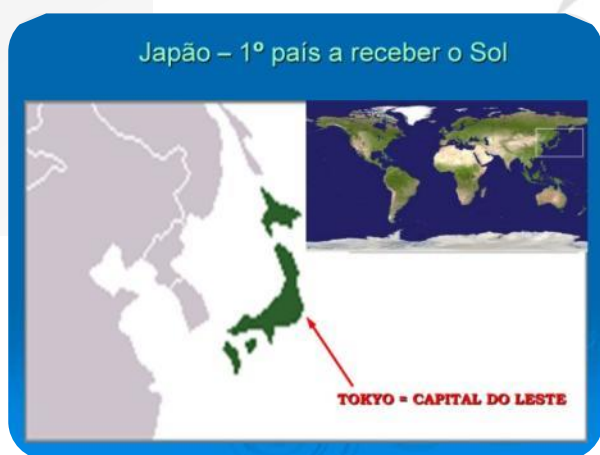 Japão – 1º país a receber o Sol
TOKYO = CAPITAL DO LESTE